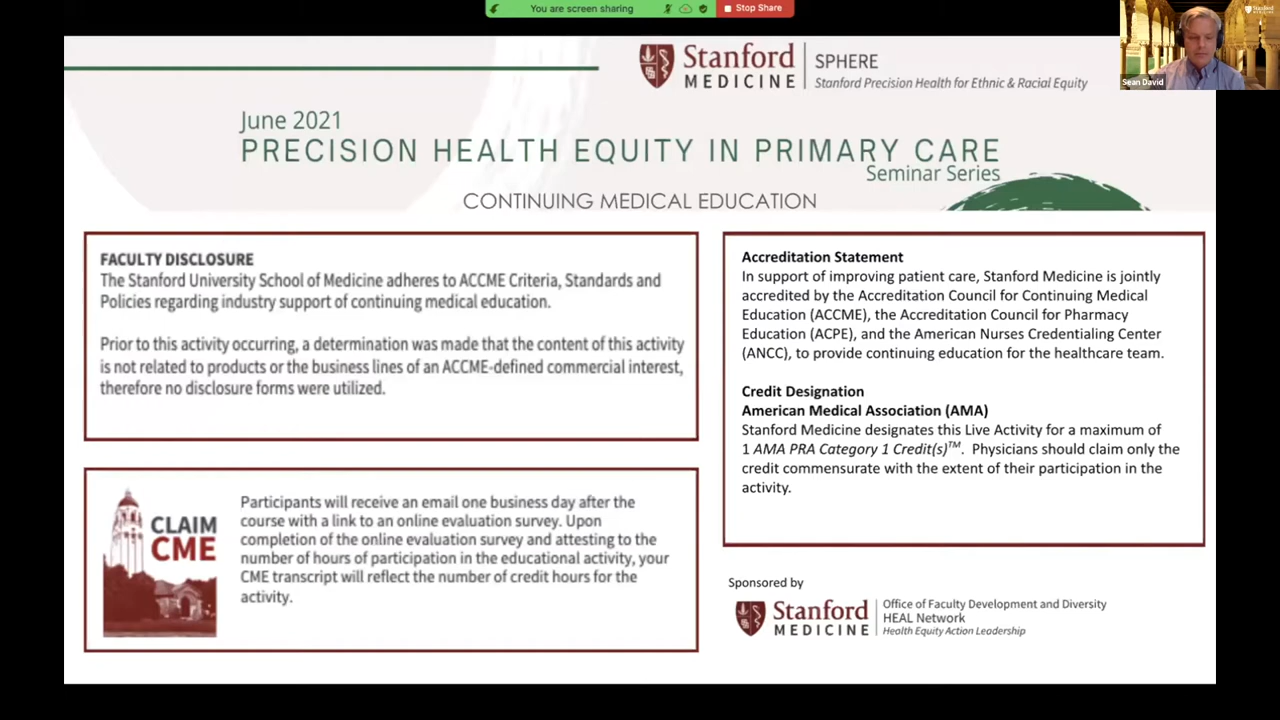 You are screen sharing
Stop Share
Sean David
Stanford
MEDICINE
SPHERE
Stanford Precision Health for Ethnic & Racial Equity
June 2021
PRECISION HEALTH EQUITY IN PRIMARY CARE
Seminar Series
CONTINUING MEDICAL EDUCATION
FACULTY DISCLOSURE
The Stanford University School of Medicine adheres to ACCME Criteria, Standards and
Policies regarding industry support of continuing medical education.
Prior to this activity occurring, a determination was made that the content of this activity
is not related to products or the business lines of an ACCME-defined commercial interest,
therefore no disclosure forms were utilized.
CLAIM
CME
Participants will receive an email one business day after the
course with a link to an online evaluation survey. Upon
completion of the online evaluation survey and attesting to the
number of hours of participation in the educational activity, your
CME transcript will reflect the number of credit hours for the
activity.
Accreditation Statement
In support of improving patient care, Stanford Medicine is jointly
accredited by the Accreditation Council for Continuing Medical
Education (ACCME), the Accreditation Council for Pharmacy
Education (ACPE), and the American Nurses Credentialing Center
(ANCC), to provide continuing education for the healthcare team.
Credit Designation
American Medical Association (AMA)
Stanford Medicine designates this Live Activity for a maximum of
1 AMA PRA Category 1 Credit(s)TM. Physicians should claim only the
credit commensurate with the extent of their participation in the
activity.
Sponsored by
Stanford
MEDICINE
Office of Faculty Development and Diversity
HEAL Network
Health Equity Action Leadership